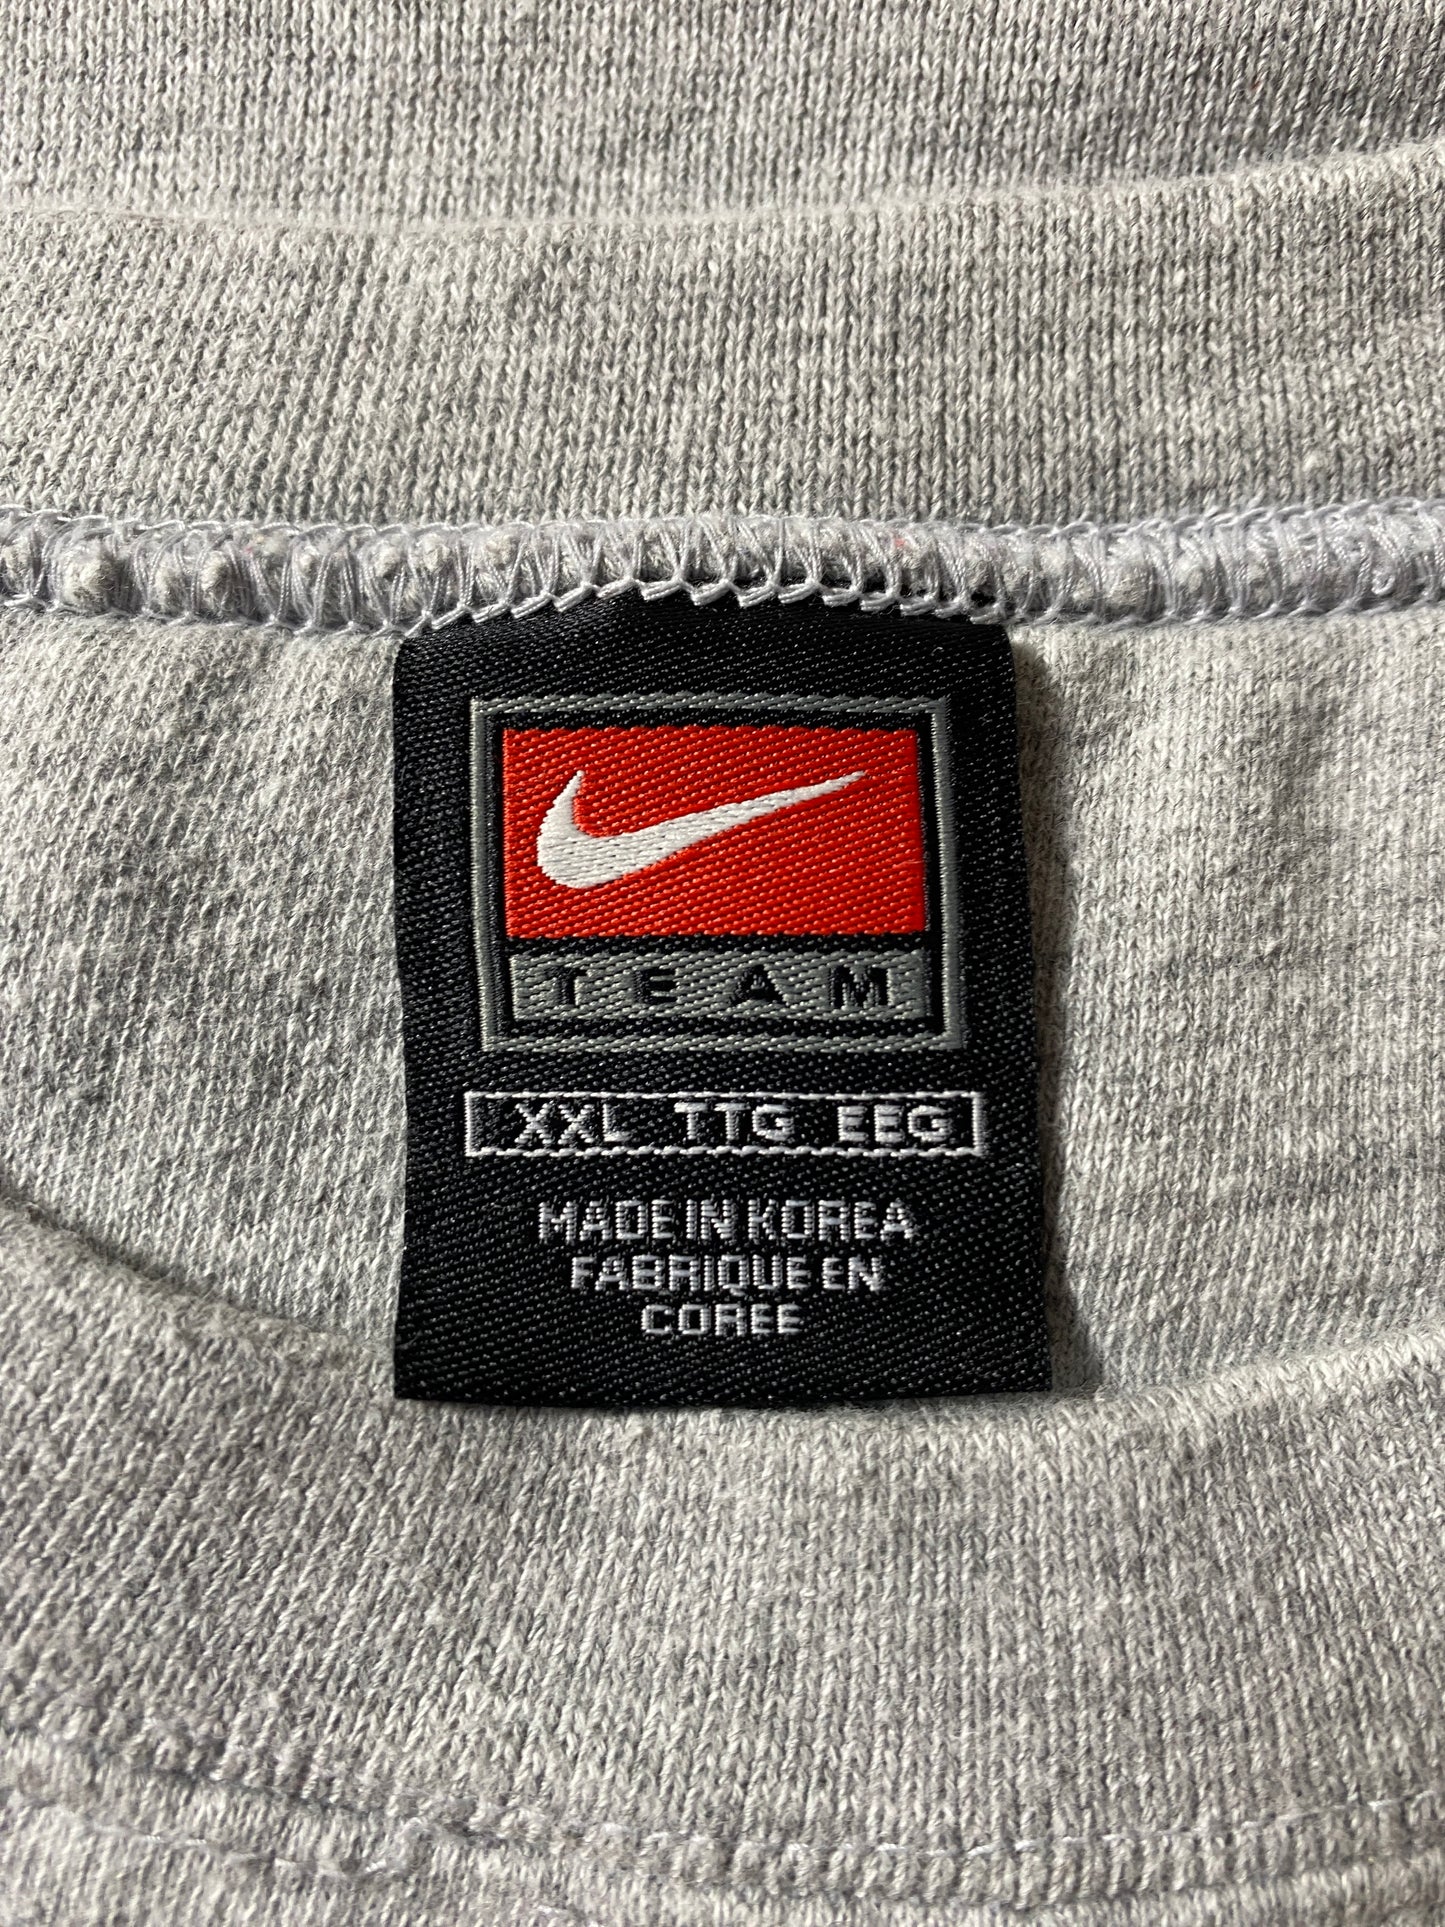 TEAM
XXL TTG EEG
MADE IN KOREA
FABRIQUE EN
COREE